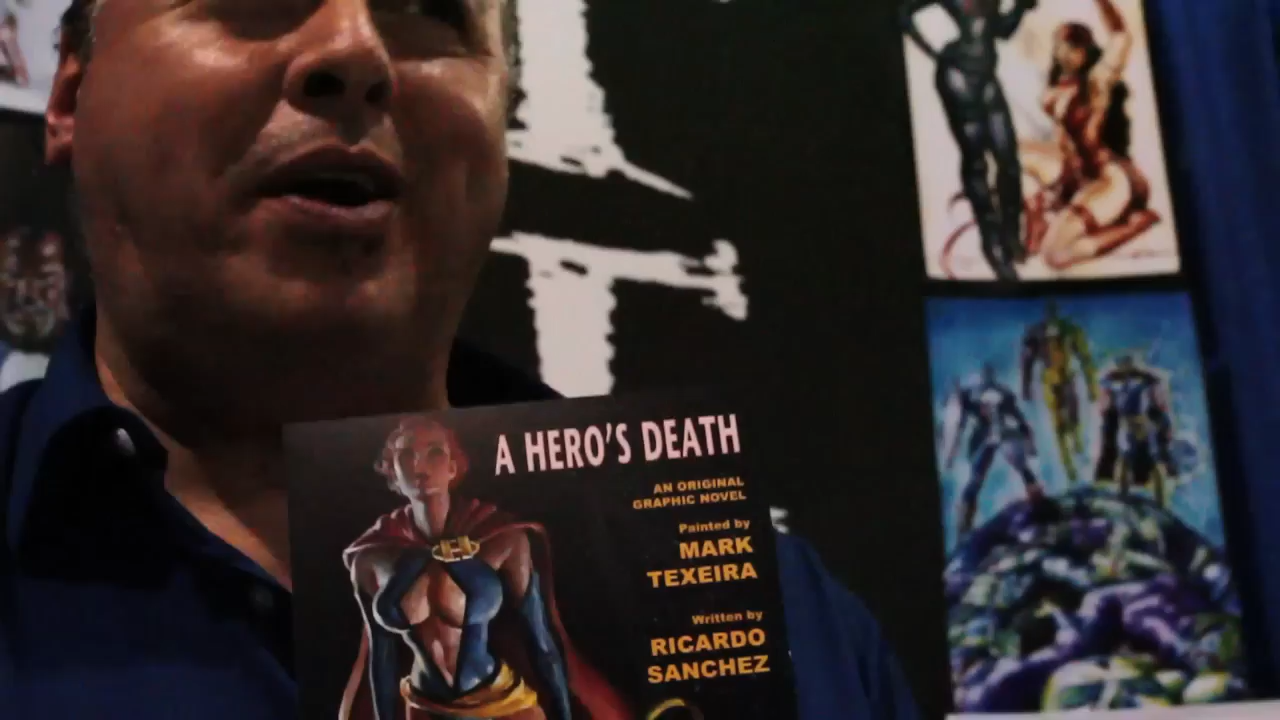 A HERO'S DEATH
AN ORIGINAL
GRAPHIC NOVEL
Painted by
MARK
TEXEIRA
Written by
RICARDO
SANCHEZ